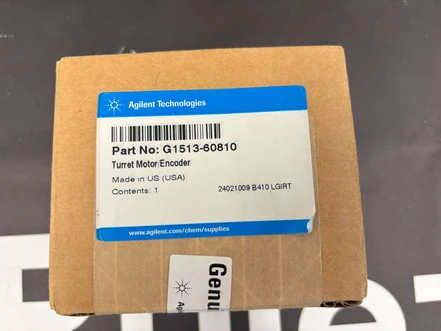 Agilent Technologies
Part No: G1513-60810
Turret Motor/Encoder
Made in US (USA)
Contents: 1
24021009 B410 LGIRT
www.agilent.com/chem/supplies
Genu